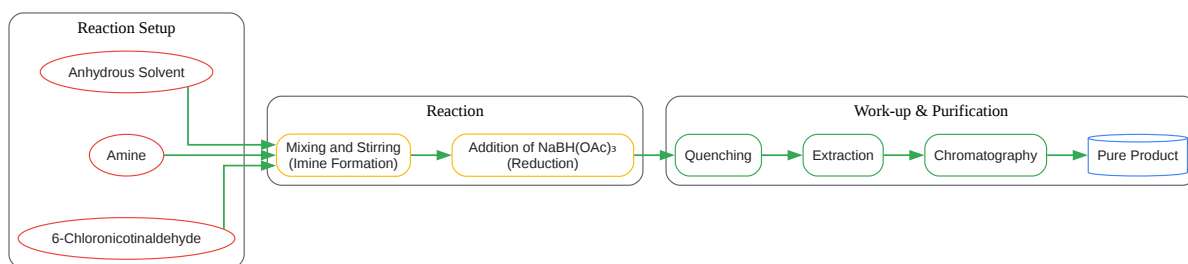 Reaction Setup
Anhydrous Solvent
Amine
6-Chloronicotinaldehyde
Reaction
Mixing and Stirring
(Imine Formation)
Addition of NaBH(OAc)₃
(Reduction)
Work-up & Purification
Quenching
Extraction
Chromatography
Pure Product